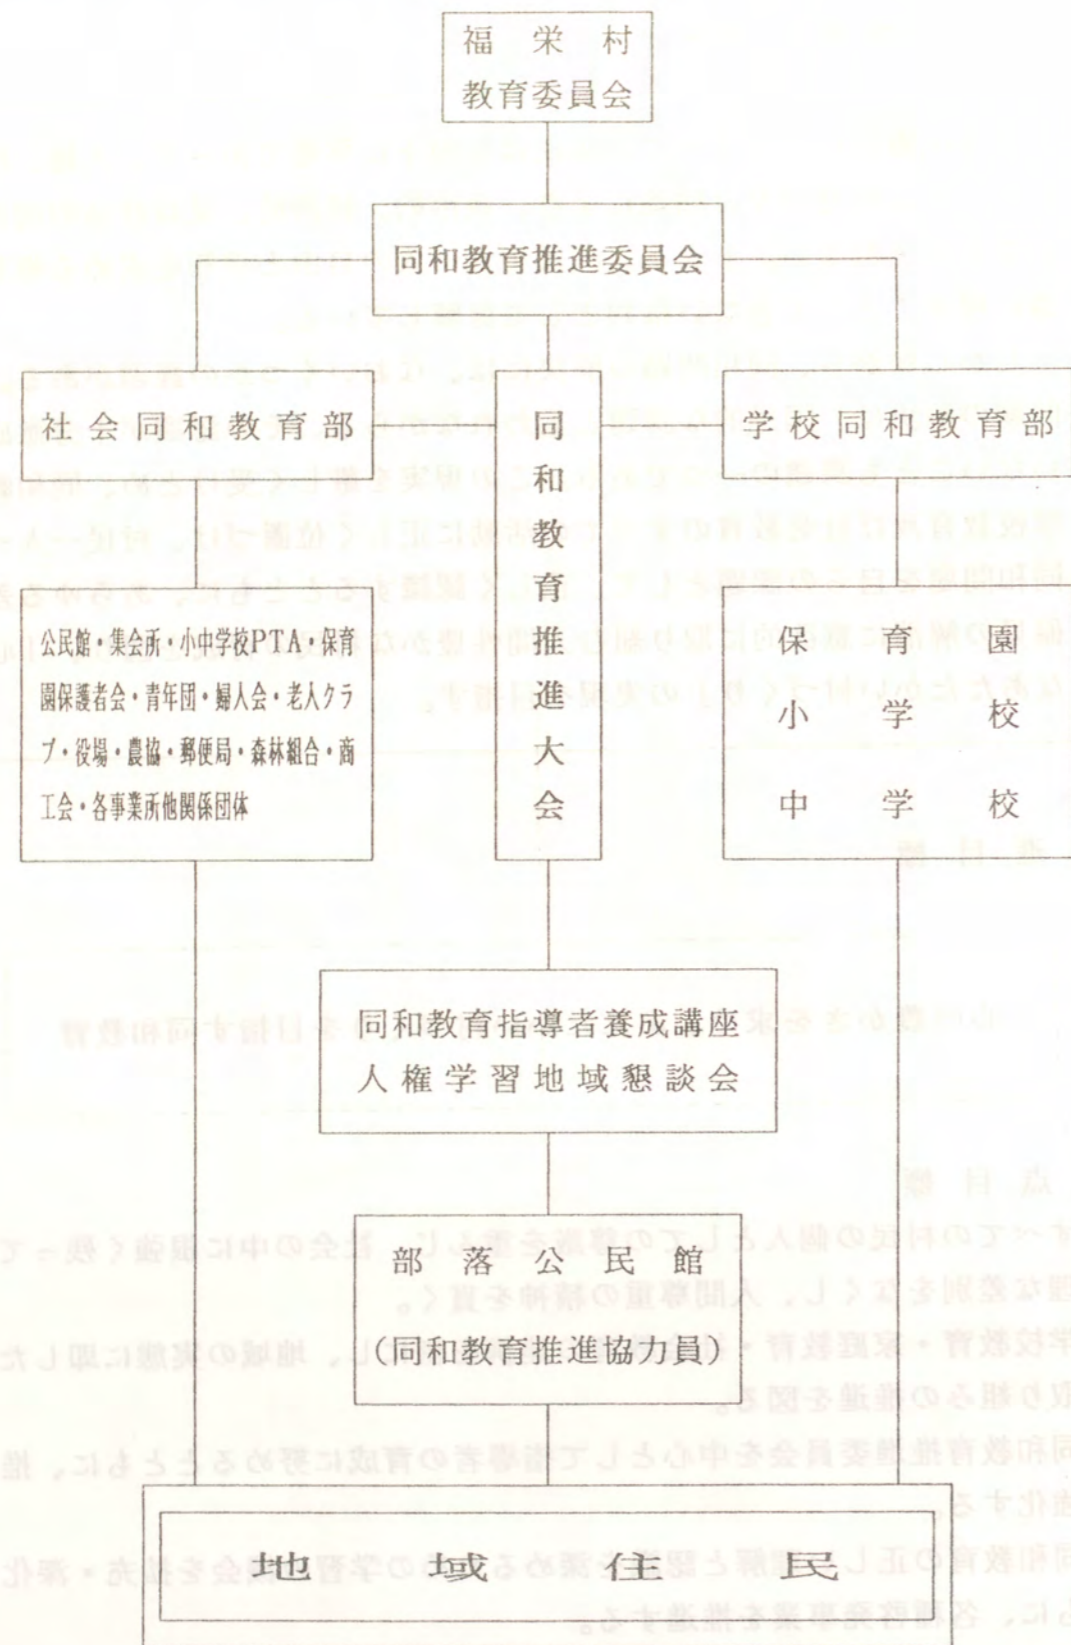 福栄村
教育委員会
同和教育推進委員会
社会同和教育部
同和教育推進大会
学校同和教育部
公民館・集会所・小中学校PTA・保育
園保護者会・青年団・婦人会・老人クラ
ブ・役場・農協・郵便局・森林組合・商
工会・各事業所他関係団体
保育園
小学校
中学校
同和教育指導者養成講座
人権学習地域懇談会
部落公民館
(同和教育推進協力員)
地域住民